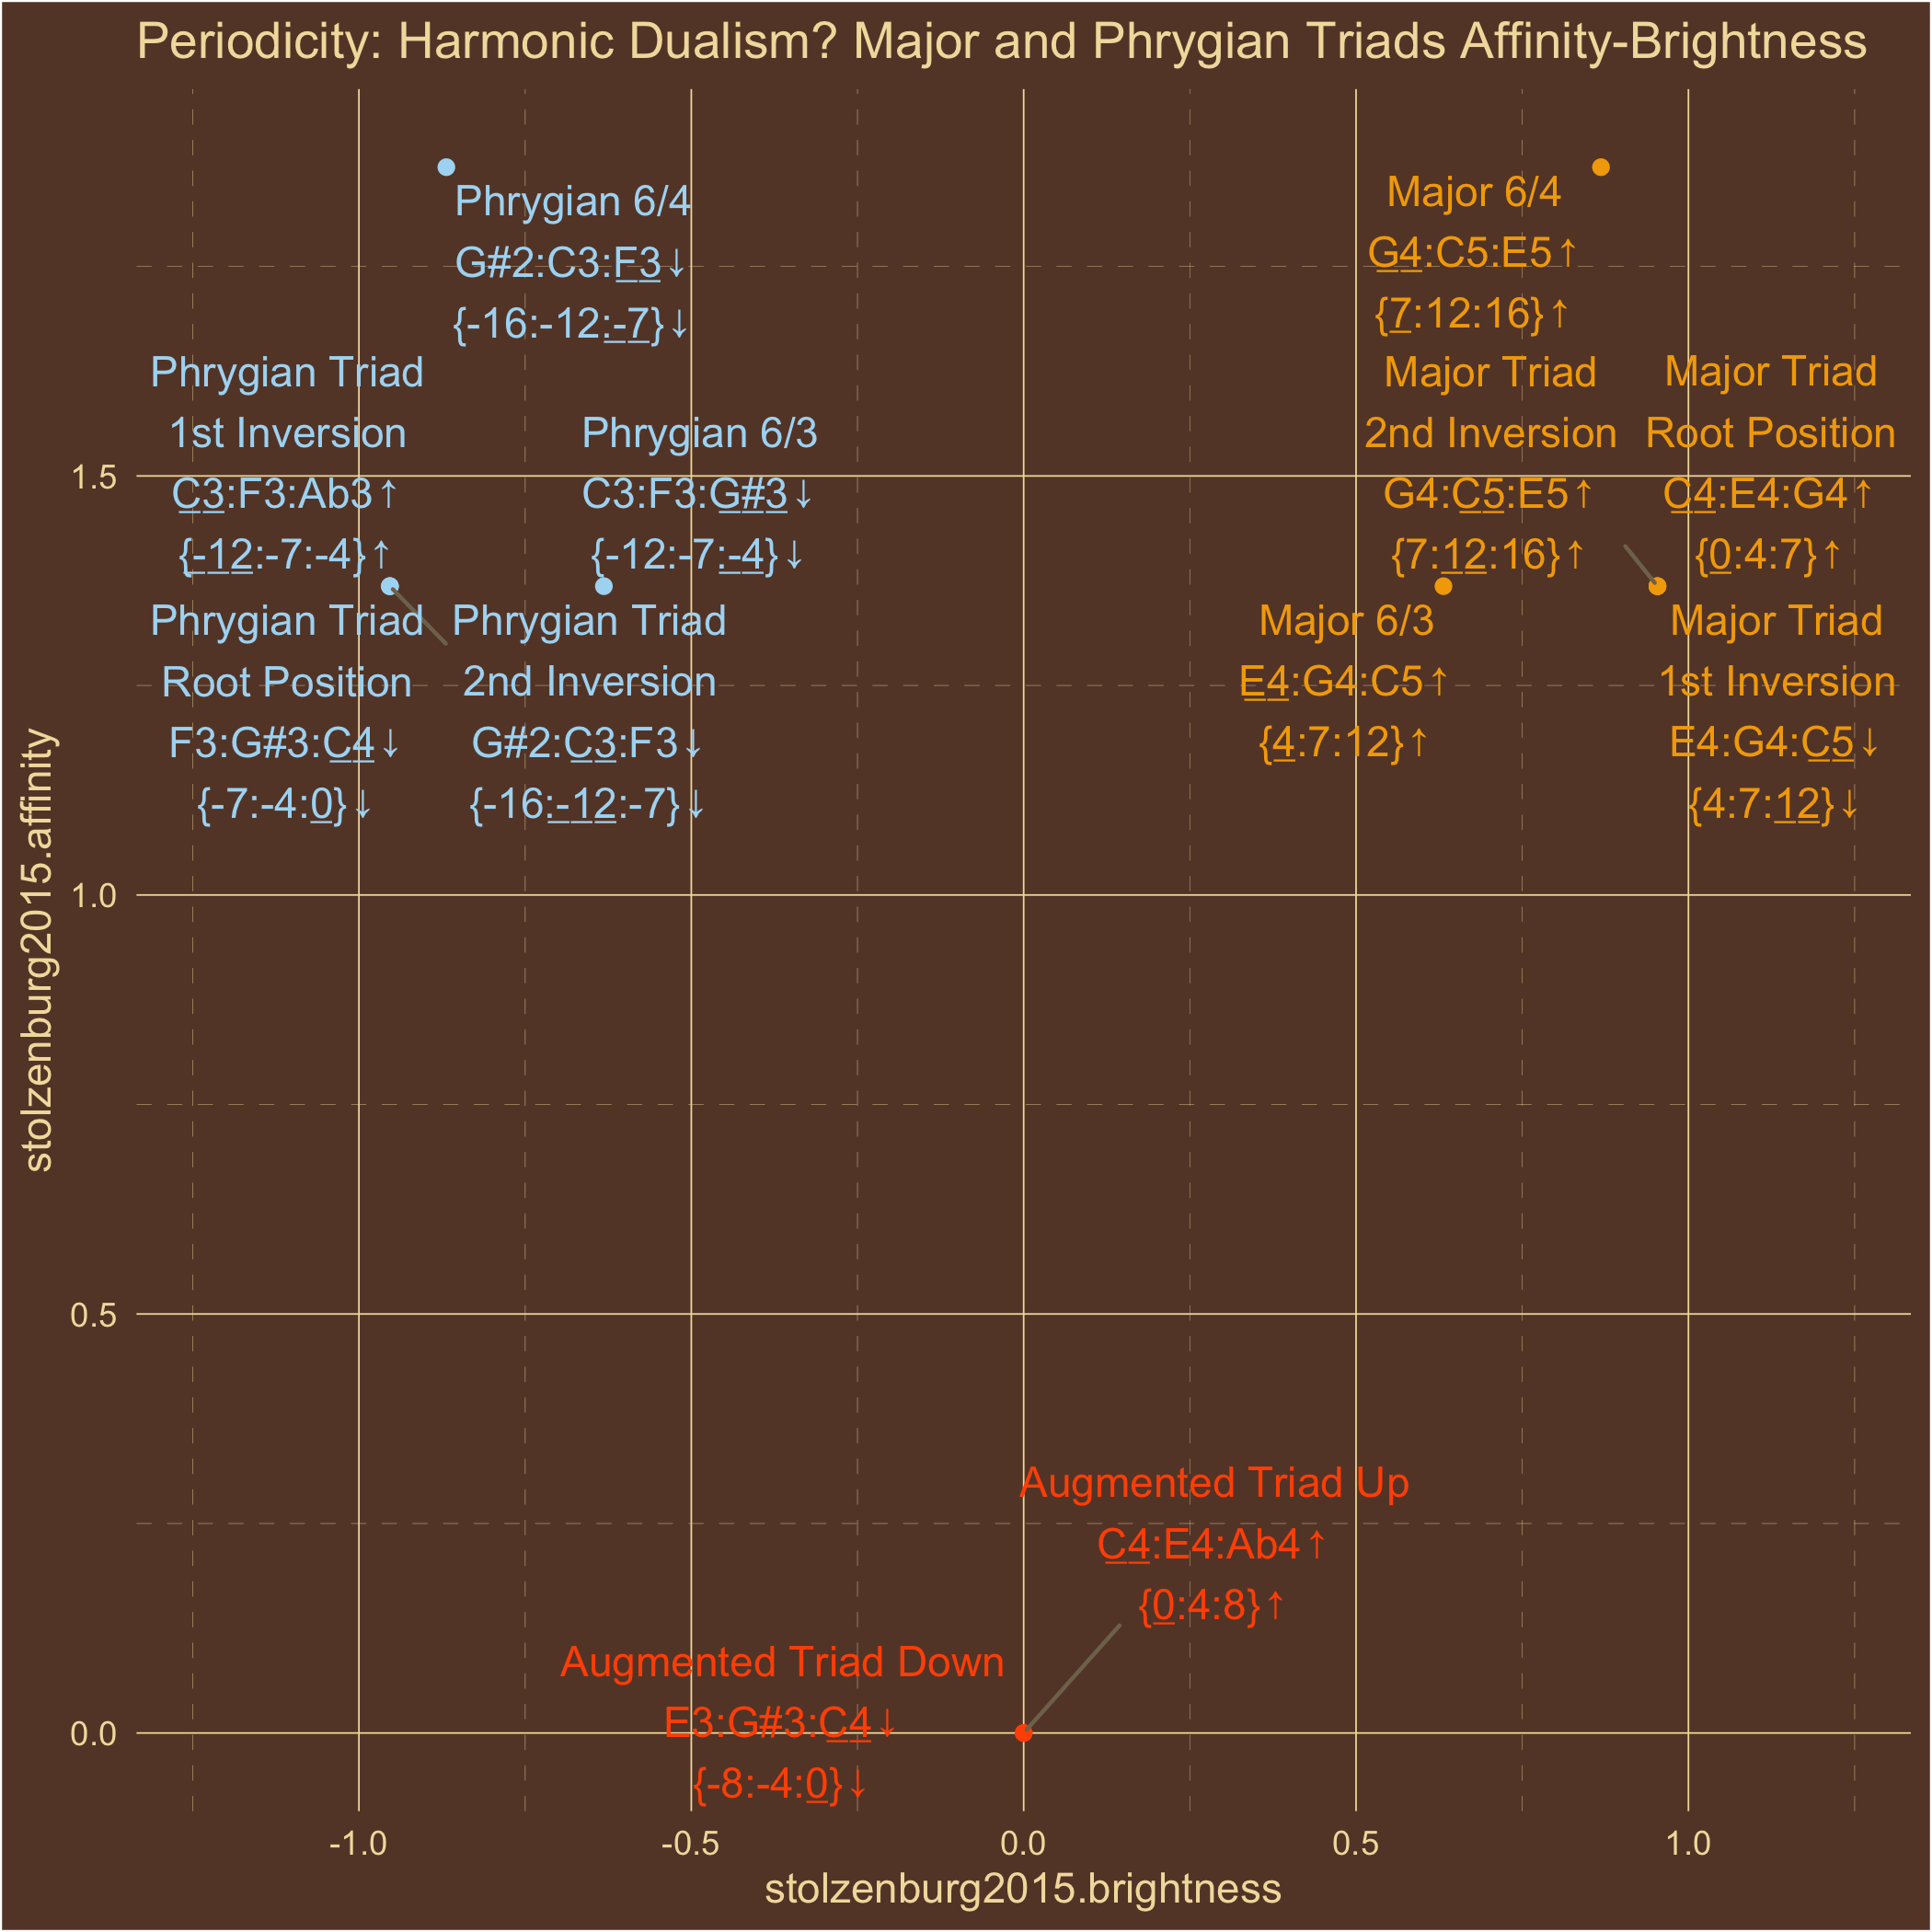 Periodicity: Harmonic Dualism? Major and Phrygian Triads Affinity-Brightness
Phrygian 6/4
G#2:C3:F3↓
{-16:-12:-7}↓
Major 6/4
G4:C5:E5↑
{7:12:16}↑
Phrygian Triad
1st Inversion
C3:F3:Ab3↑
{-12:-7:-4}↑
Phrygian 6/3
C3:F3:G#3↓
{-12:-7:-4}↓
Major Triad
2nd Inversion
G4:C5:E5↑
{7:12:16}↑
Major Triad
Root Position
C4:E4:G4↑
{0:4:7}↑
Phrygian Triad
Root Position
F3:G#3:C4↓
{-7:-4:0}↓
Phrygian Triad
2nd Inversion
G#2:C3:F3↓
{-16:-12:-7}↓
Major 6/3
E4:G4:C5↑
{4:7:12}↑
Major Triad
1st Inversion
E4:G4:C5↓
{4:7:12}↓
Augmented Triad Up
C4:E4:Ab4↑
{0:4:8}↑
Augmented Triad Down
E3:G#3:C4↓
{-8:-4:0}↓
stolzenburg2015.affinity
1.5
1.0
0.5
0.0
-1.0
-0.5
0.0
0.5
1.0
stolzenburg2015.brightness